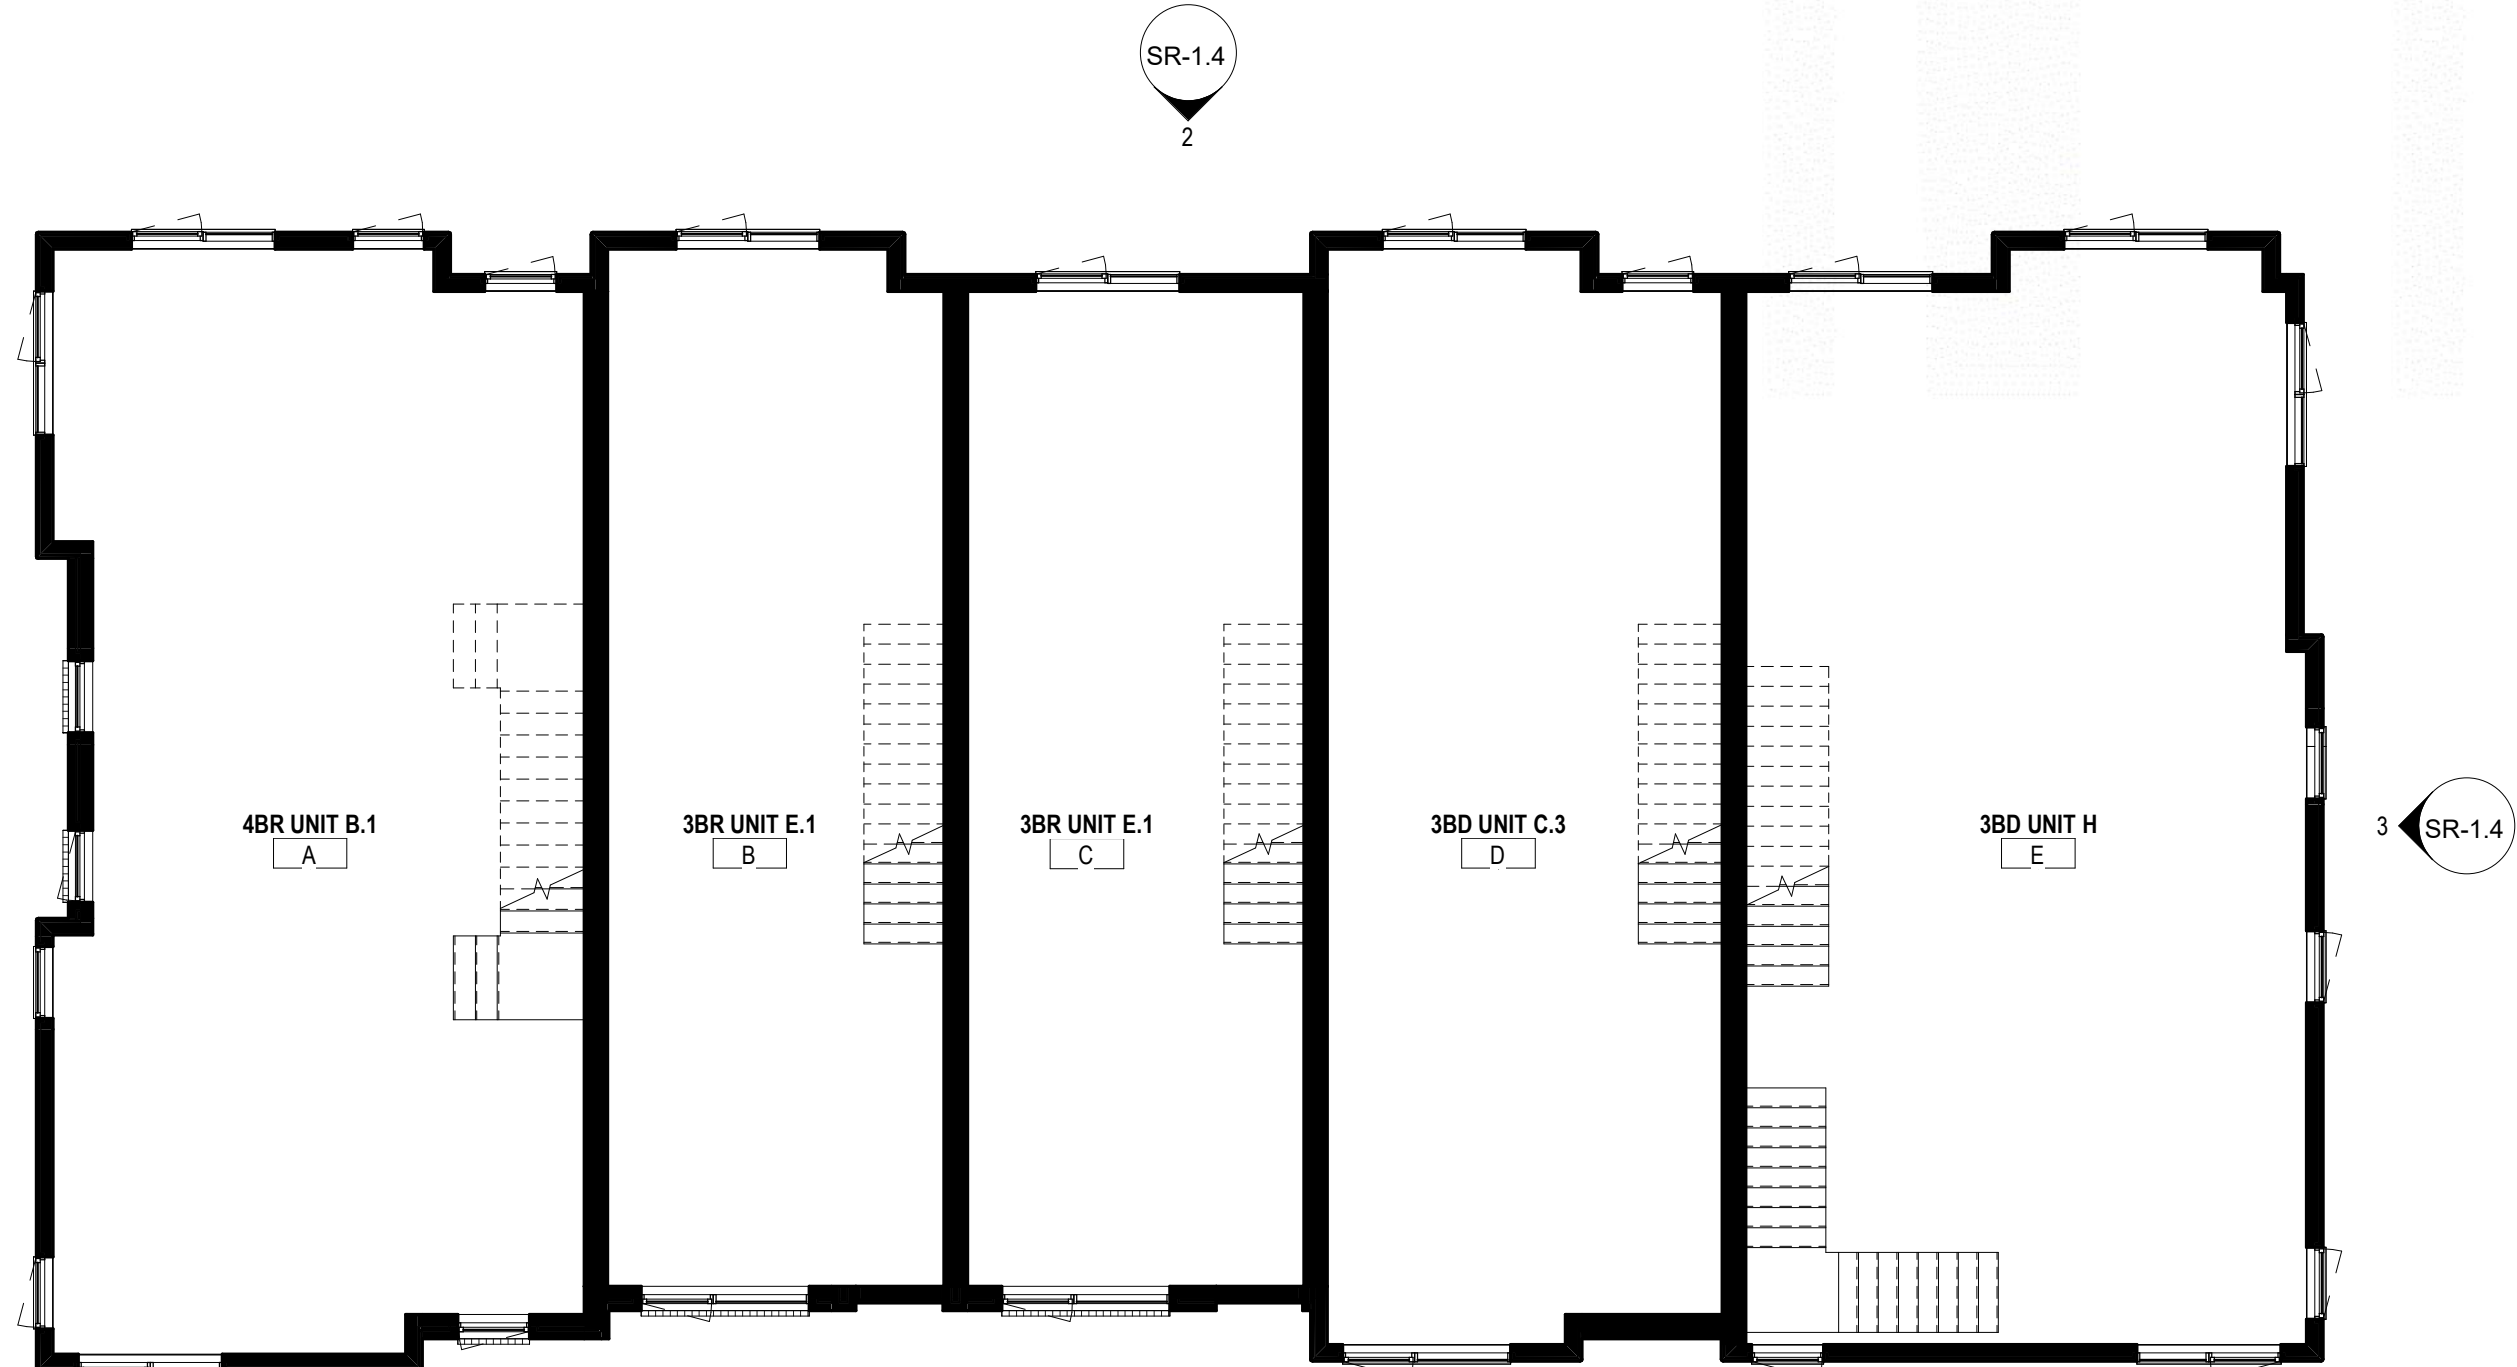 SR-1.4
2
4BR UNIT B.1
A
3BR UNIT E.1
B
3BR UNIT E.1
C
3BD UNIT C.3
D
3BD UNIT H
E
3
SR-1.4